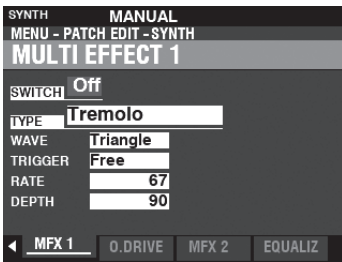 SYNTH MANUAL
MENU - PATCH EDIT - SYNTH
MULTI EFFECT 1
SWITCH Off
TYPE Tremolo
WAVE Triangle
TRIGGER Free
RATE 67
DEPTH 90
MFX 1 O.DRIVE MFX 2 EQUALIZ